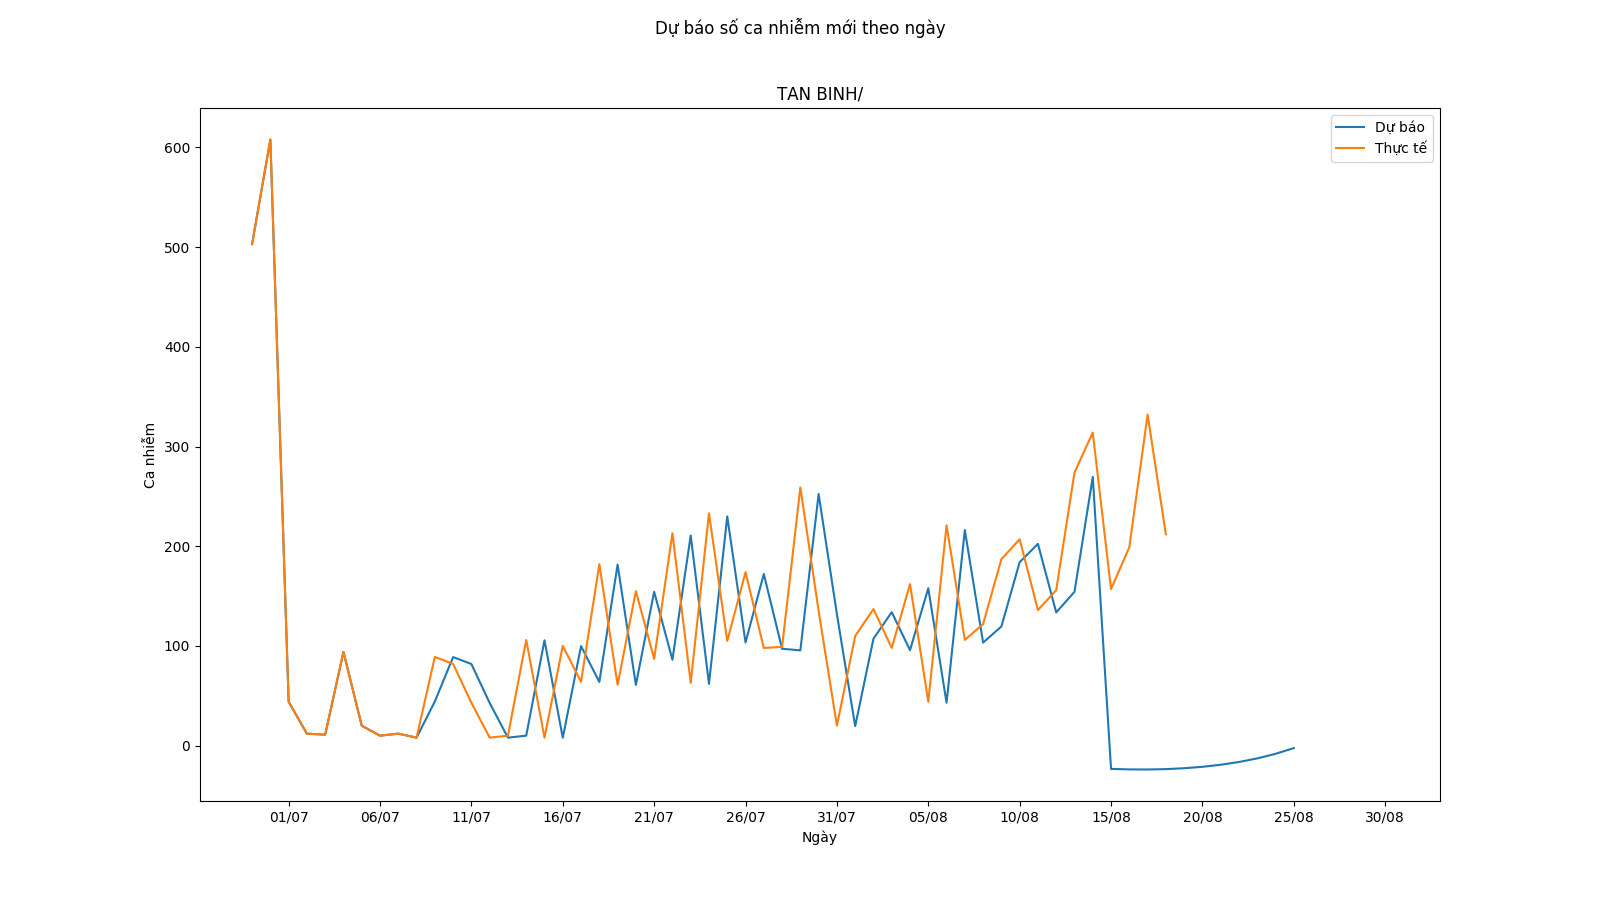 Dự báo số ca nhiễm mới theo ngày
TAN BINH/
Dự báo
Thực tế
600
500
400
300
200
100
0
Ca nhiễm
01/07 06/07 11/07 16/07 21/07 26/07 31/07 05/08 10/08 15/08 20/08 25/08 30/08
Ngày